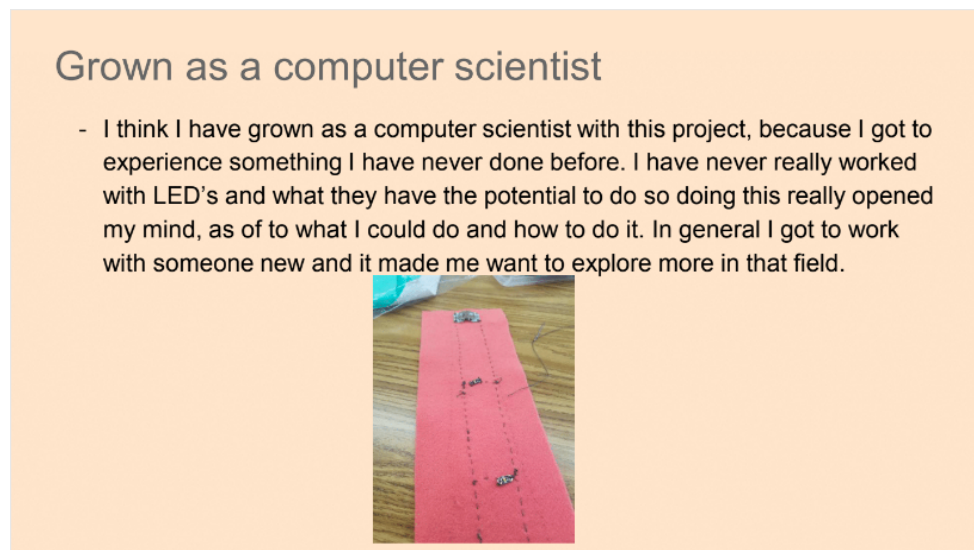 Grown as a computer scientist
- I think I have grown as a computer scientist with this project, because I got to
experience something I have never done before. I have never really worked
with LED's and what they have the potential to do so doing this really opened
my mind, as of to what I could do and how to do it. In general I got to work
with someone new and it made me want to explore more in that field.